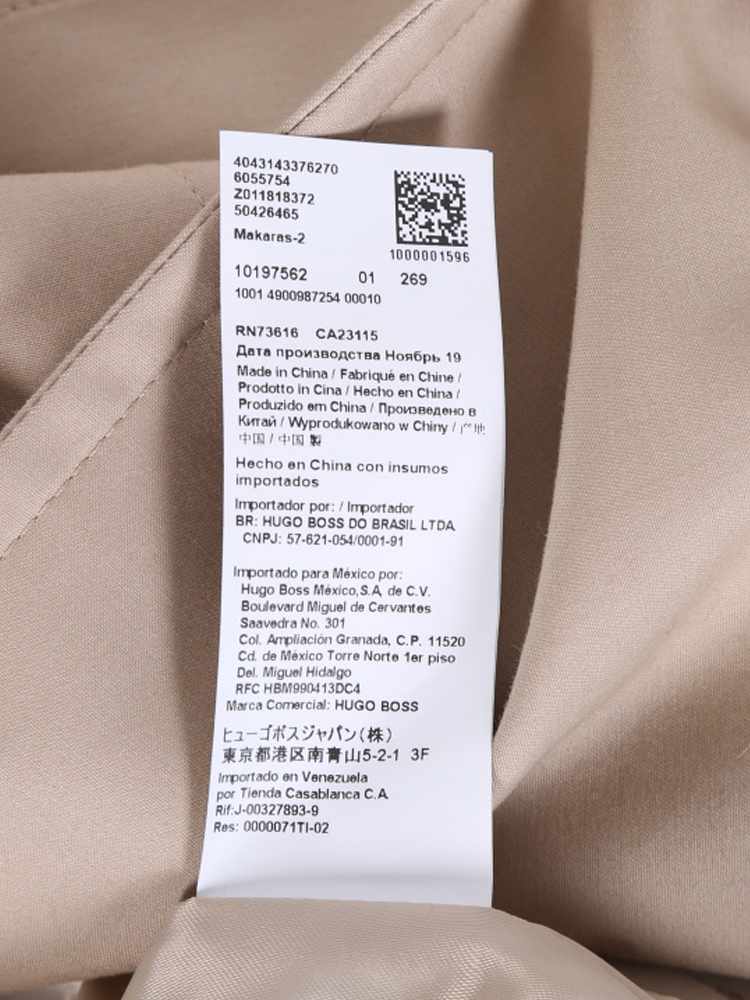 4043143376270
6055754
Z011818372
50426465
Makaras-2
1000001596
10197562 01 269
1001 4900987254 00010
RN73616 CA23115
Дата производства Ноябрь 19
Made in China / Fabriqué en Chine /
Prodotto in Cina / Hecho en China /
Produzido em China / Произведено в
Китай / Wyprodukowano w Chiny /
中国 / 中国 製
Hecho en China con insumos
importados
Importador por: / Importador
BR: HUGO BOSS DO BRASIL LTDA.
CNPJ: 57-621-054/0001-91
Importado para México por:
Hugo Boss México,S.A, de C.V.
Boulevard Miguel de Cervantes
Saavedra No. 301
Col. Ampliación Granada, C.P. 11520
Cd. de México Torre Norte 1er piso
Del. Miguel Hidalgo
RFC HBM990413DC4
Marca Comercial: HUGO BOSS
ヒューゴボスジャパン(株)
東京都港区南青山5-2-1 3F
Importado en Venezuela
por Tienda Casablanca C.A.
Rif:J-00327893-9
Res: 0000071TI-02